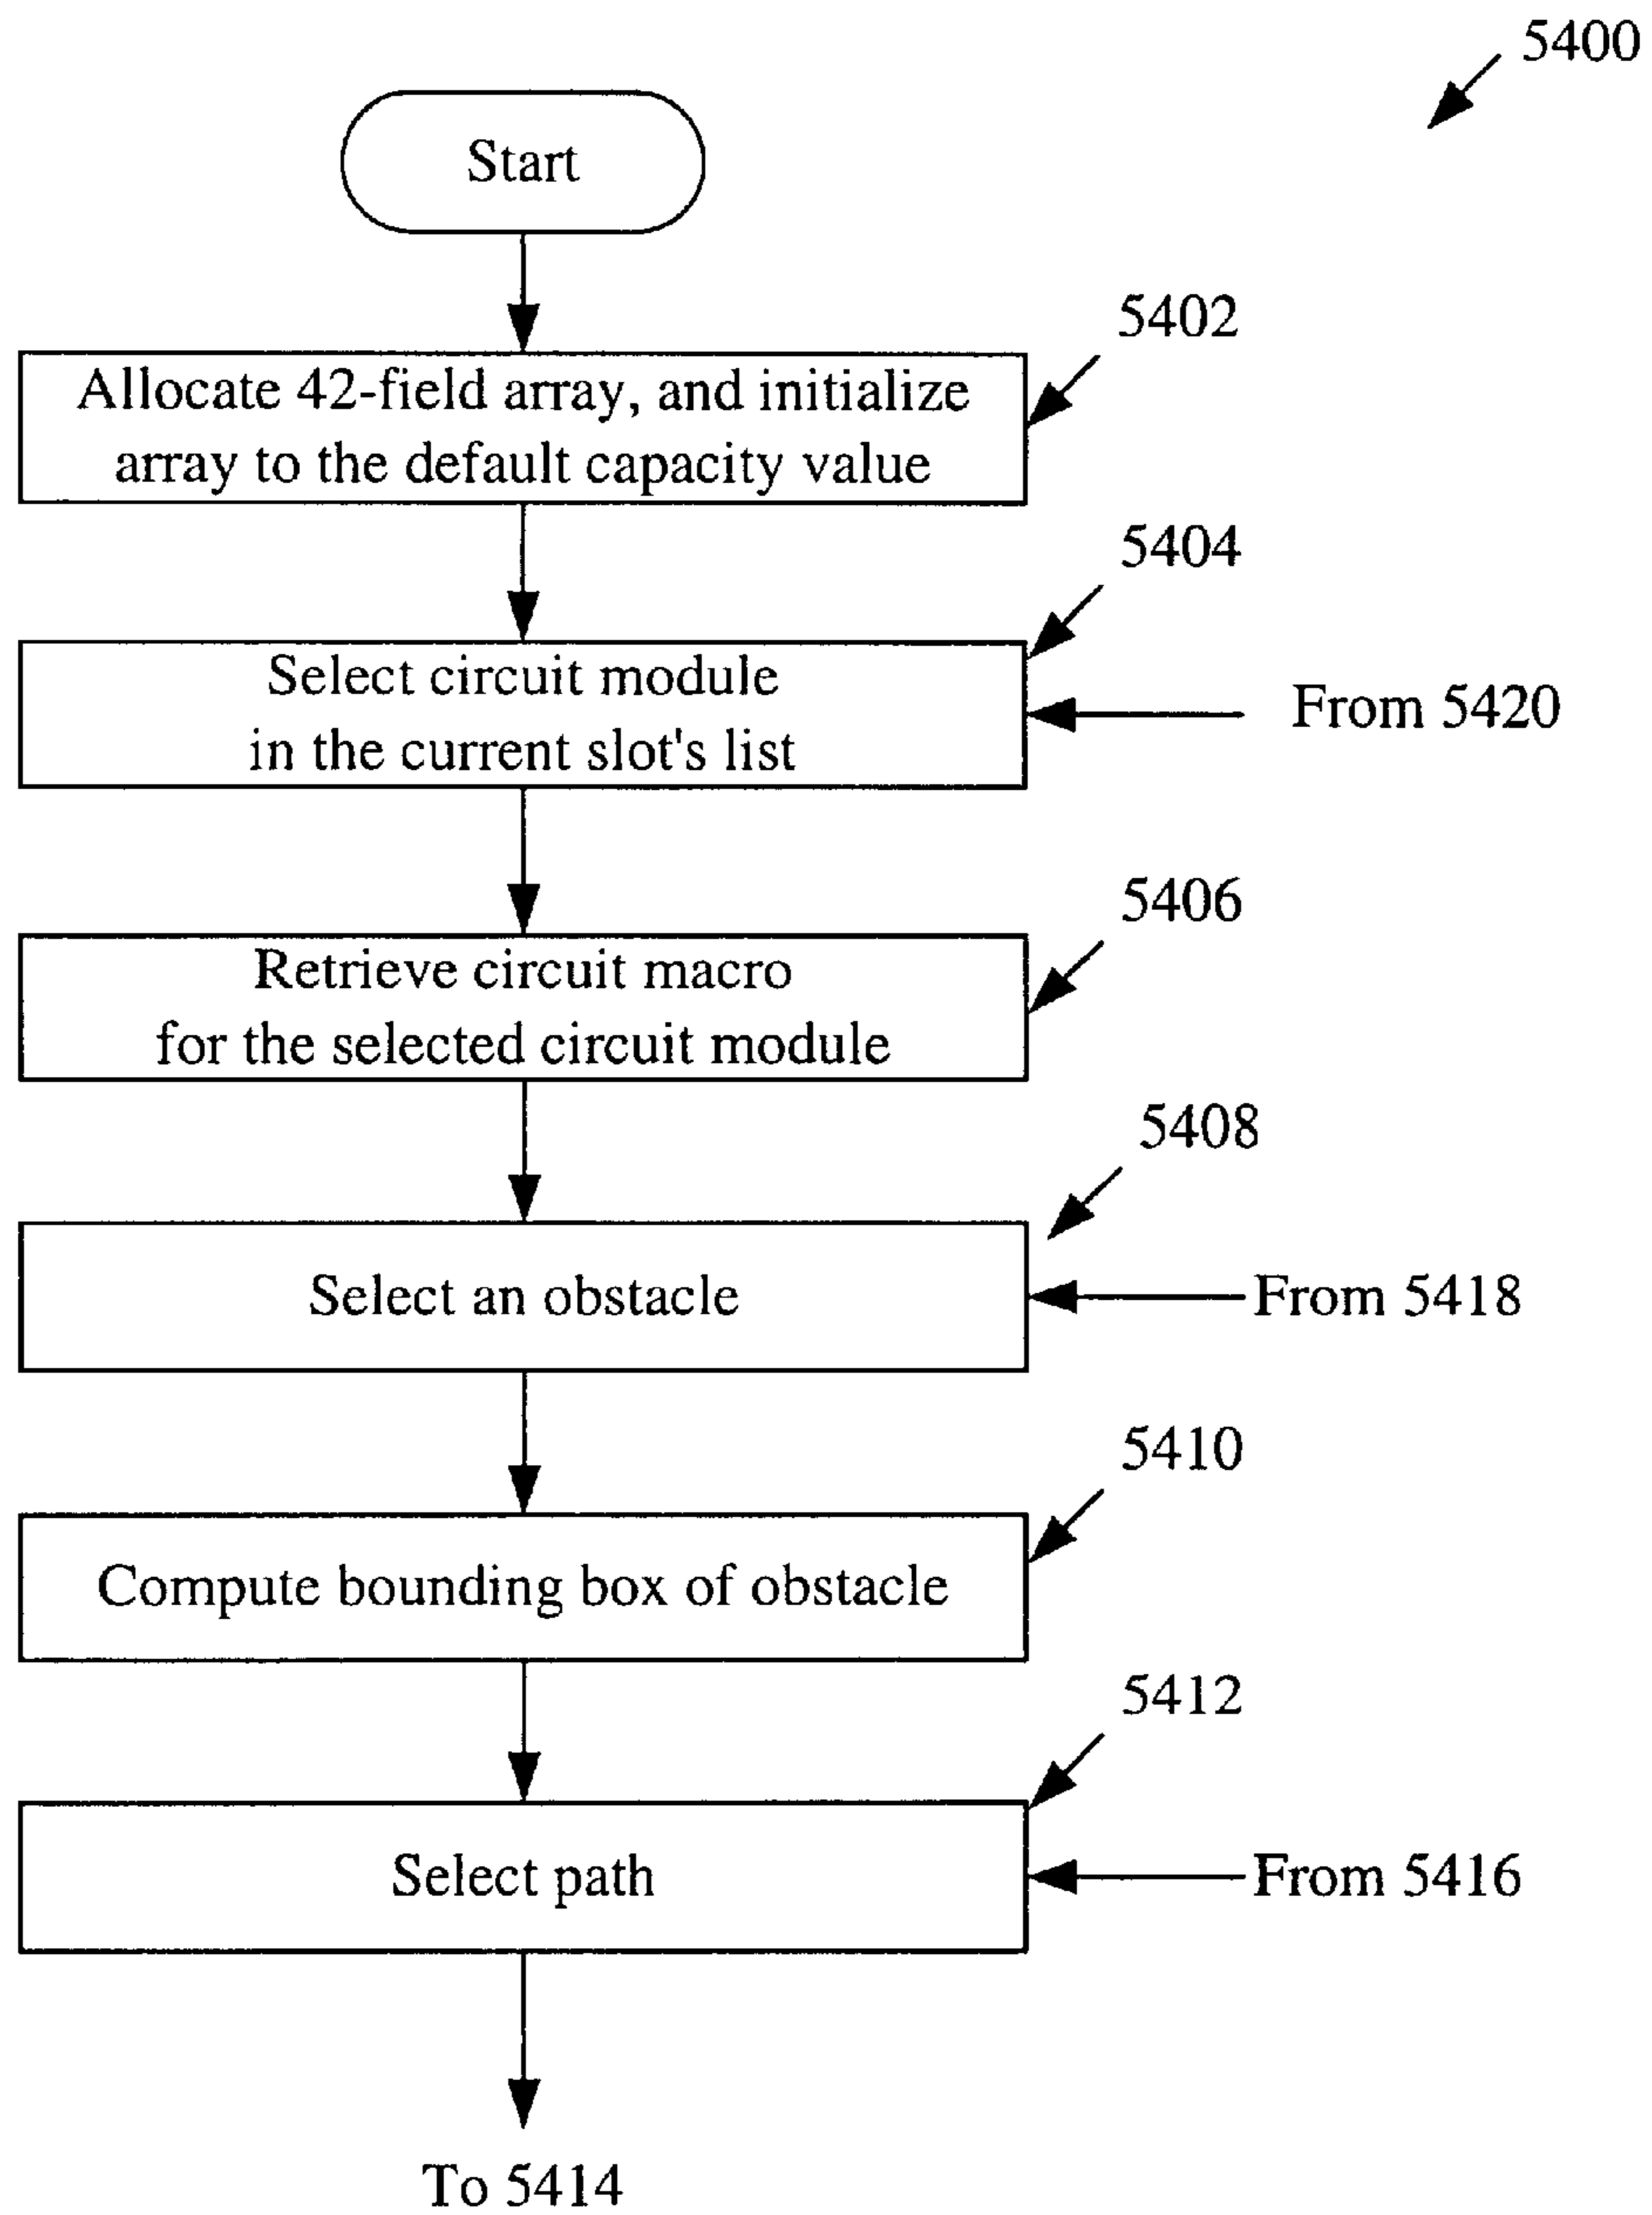 5400
Start
5402
Allocate 42-field array, and initialize
array to the default capacity value
5404
Select circuit module
in the current slot's list
From 5420
5406
Retrieve circuit macro
for the selected circuit module
5408
Select an obstacle
From 5418
5410
Compute bounding box of obstacle
5412
Select path
From 5416
To 5414